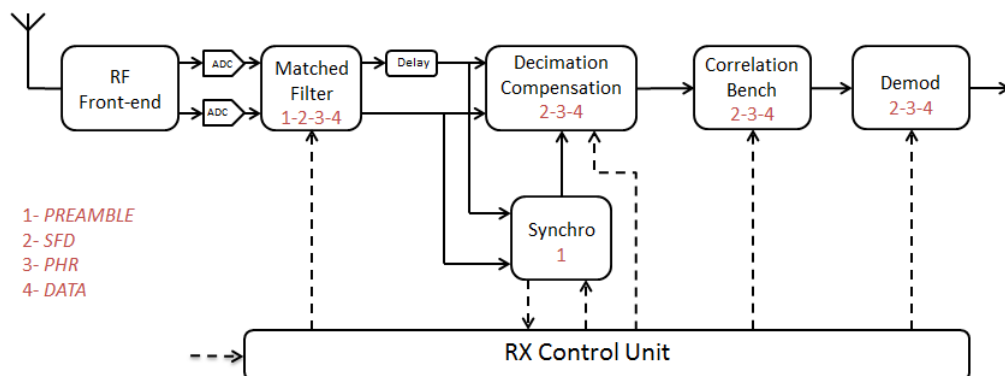 RF
Front-end
ADC
ADC
Matched
Filter
1-2-3-4
Delay
Decimation
Compensation
2-3-4
Correlation
Bench
2-3-4
Demod
2-3-4
Synchro
1
1- PREAMBLE
2- SFD
3- PHR
4- DATA
RX Control Unit